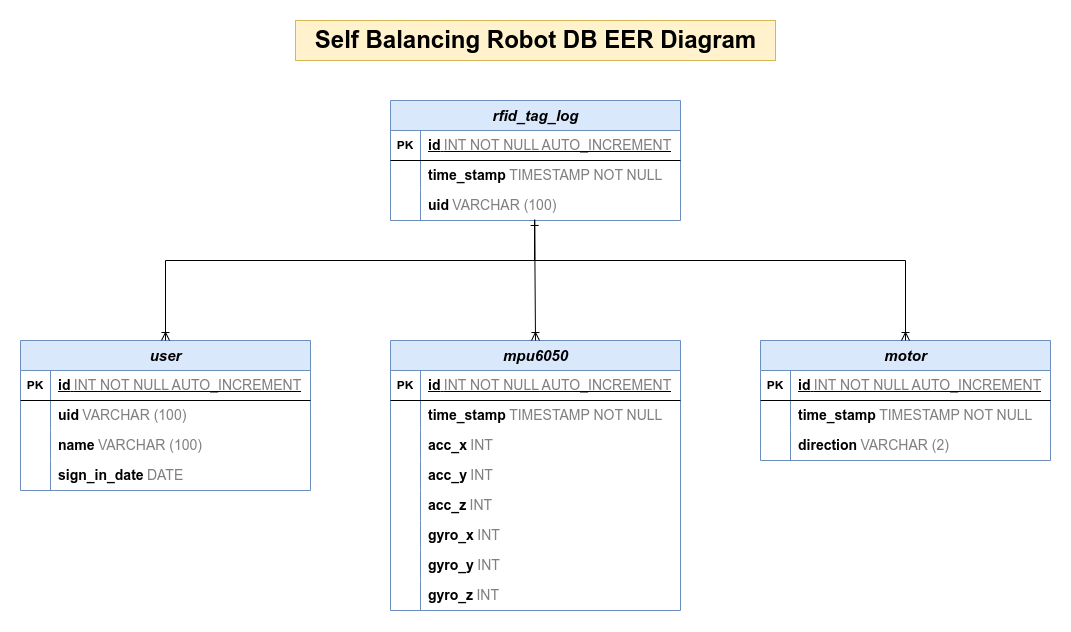 Self Balancing Robot DB EER Diagram
rfid_tag_log
PK id INT NOT NULL AUTO_INCREMENT
time_stamp TIMESTAMP NOT NULL
uid VARCHAR (100)
user
PK id INT NOT NULL AUTO_INCREMENT
uid VARCHAR (100)
name VARCHAR (100)
sign_in_date DATE
mpu6050
PK id INT NOT NULL AUTO_INCREMENT
time_stamp TIMESTAMP NOT NULL
acc_x INT
acc_y INT
acc_z INT
gyro_x INT
gyro_y INT
gyro_z INT
motor
PK id INT NOT NULL AUTO_INCREMENT
time_stamp TIMESTAMP NOT NULL
direction VARCHAR (2)